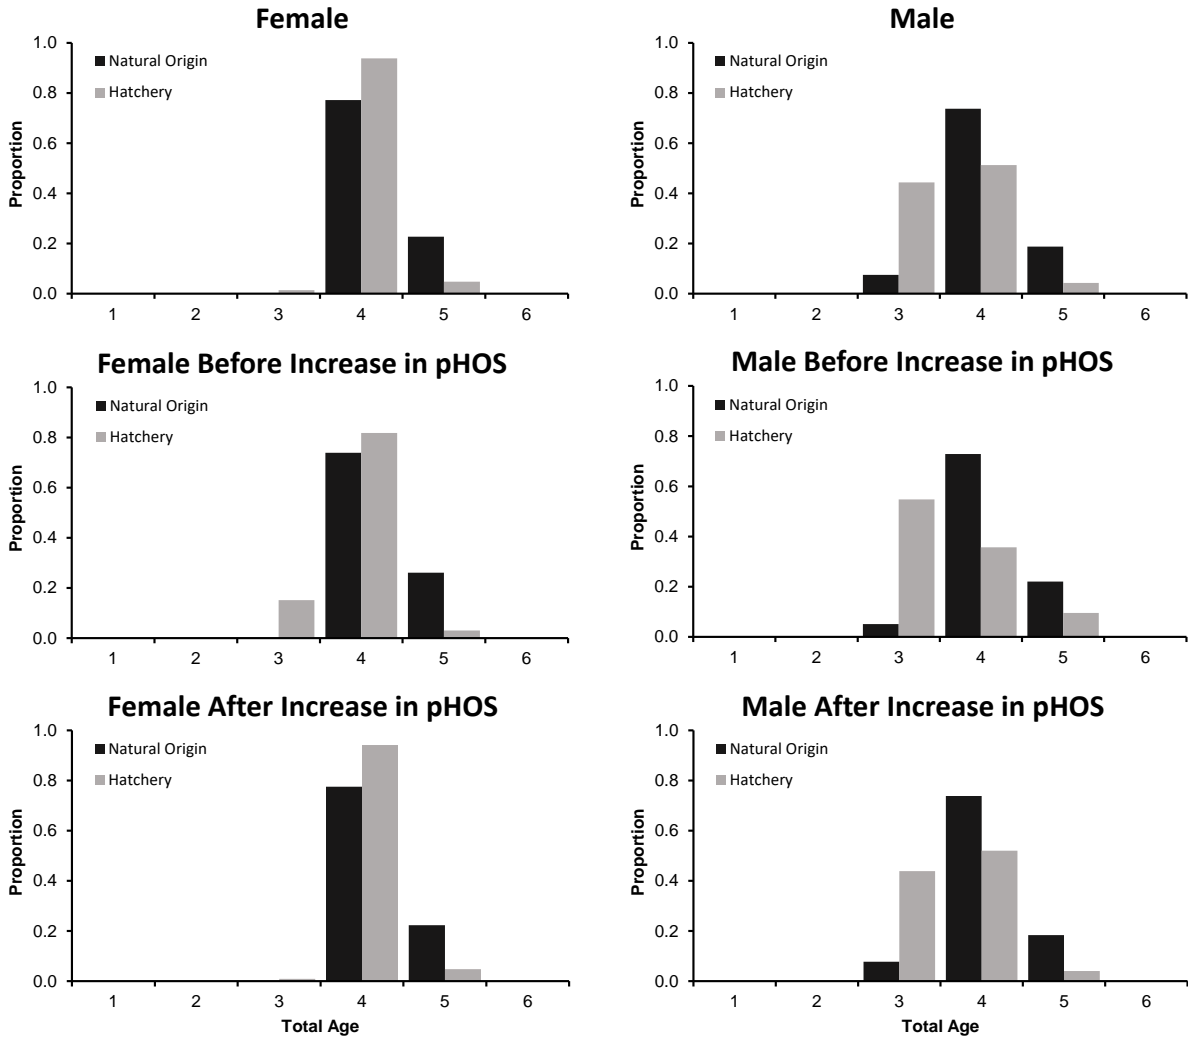 Female
1.0
0.8
0.6
0.4
0.2
0.0
Proportion
Natural Origin
Hatchery
1 2 3 4 5 6
Male
1.0
0.8
0.6
0.4
0.2
0.0
Proportion
Natural Origin
Hatchery
1 2 3 4 5 6
Female Before Increase in pHOS
1.0
0.8
0.6
0.4
0.2
0.0
Proportion
Natural Origin
Hatchery
1 2 3 4 5 6
Male Before Increase in pHOS
1.0
0.8
0.6
0.4
0.2
0.0
Proportion
Natural Origin
Hatchery
1 2 3 4 5 6
Female After Increase in pHOS
1.0
0.8
0.6
0.4
0.2
0.0
Proportion
Natural Origin
Hatchery
1 2 3 4 5 6
Total Age
Male After Increase in pHOS
1.0
0.8
0.6
0.4
0.2
0.0
Proportion
Natural Origin
Hatchery
1 2 3 4 5 6
Total Age